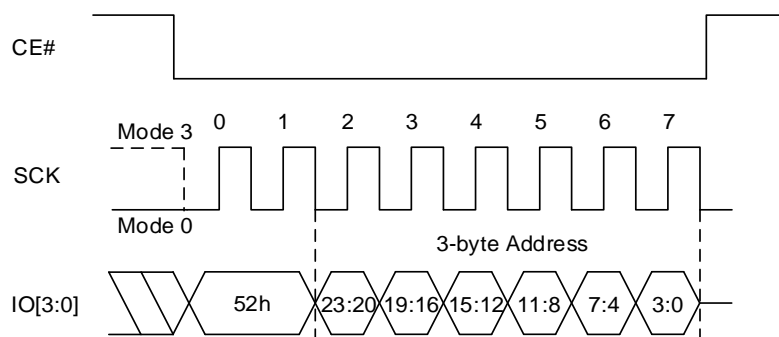 CE#
Mode 3
0 1 2 3 4 5 6 7
SCK
Mode 0
3-byte Address
IO[3:0]
52h 23:20 19:16 15:12 11:8 7:4 3:0